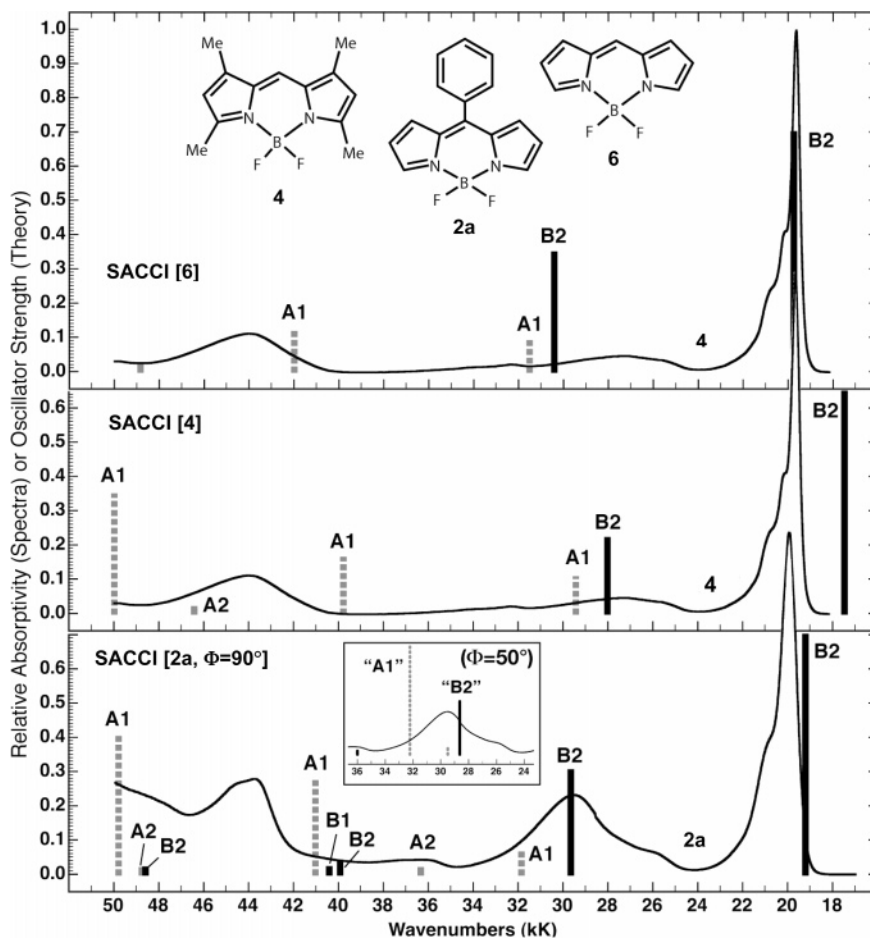 Relative Absorptivity (Spectra) or Oscillator Strength (Theory)
1.0
0.9
0.8
0.7
0.6
0.5
0.4
0.3
0.2
0.1
0.0
Me
Me
N
N
B
F
F
Me
Me
4
N
N
B
F
F
2a
N
N
B
F
F
6
B2
B2
SACCI [6]
A1
A1
4
0.6
0.5
0.4
0.3
0.2
0.1
0.0
SACCI [4]
B2
A1
A2
A1
A1
B2
4
0.6
0.5
0.4
0.3
0.2
0.1
0.0
SACCI [2a, Φ=90°]
(Φ=50°)
“A1”
“B2”
36 34 32 30 28 26 24
B2
A1
A2
B2
A1
B1
B2
A2
A1
B2
2a
50 48 46 44 42 40 38 36 34 32 30 28 26 24 22 20 18
Wavenumbers (kK)